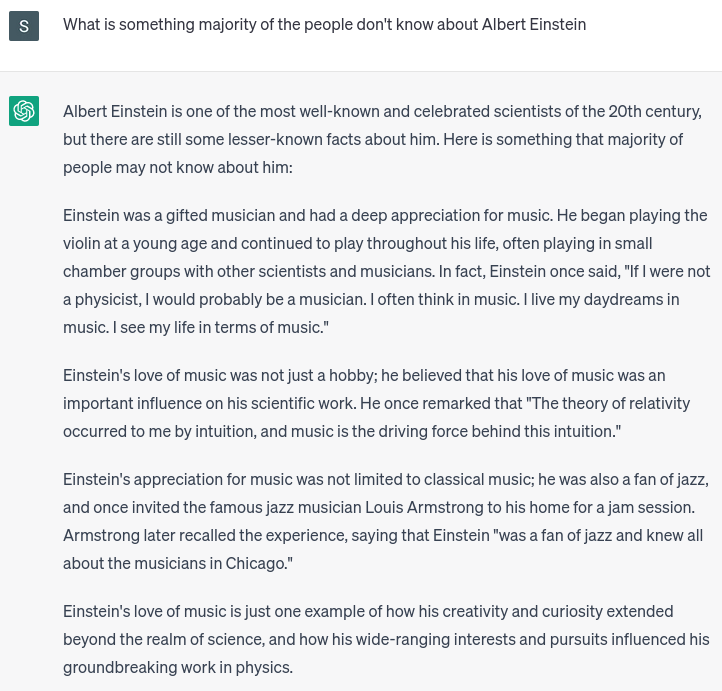 S
What is something majority of the people don't know about Albert Einstein
Albert Einstein is one of the most well-known and celebrated scientists of the 20th century,
but there are still some lesser-known facts about him. Here is something that majority of
people may not know about him:
Einstein was a gifted musician and had a deep appreciation for music. He began playing the
violin at a young age and continued to play throughout his life, often playing in small
chamber groups with other scientists and musicians. In fact, Einstein once said, "If I were not
a physicist, I would probably be a musician. I often think in music. I live my daydreams in
music. I see my life in terms of music."
Einstein's love of music was not just a hobby; he believed that his love of music was an
important influence on his scientific work. He once remarked that "The theory of relativity
occurred to me by intuition, and music is the driving force behind this intuition."
Einstein's appreciation for music was not limited to classical music; he was also a fan of jazz,
and once invited the famous jazz musician Louis Armstrong to his home for a jam session.
Armstrong later recalled the experience, saying that Einstein "was a fan of jazz and knew all
about the musicians in Chicago."
Einstein's love of music is just one example of how his creativity and curiosity extended
beyond the realm of science, and how his wide-ranging interests and pursuits influenced his
groundbreaking work in physics.